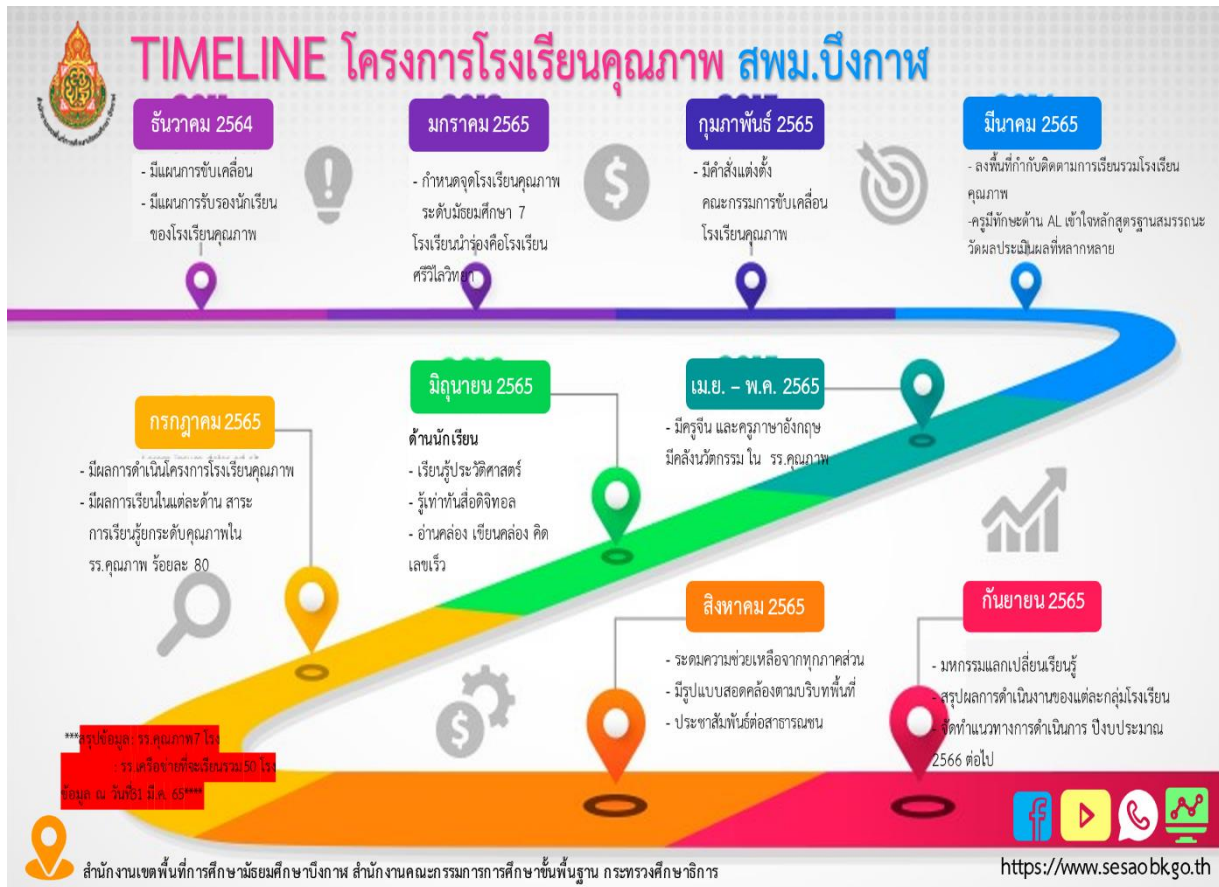 TIMELINE โครงการโรงเรียนคุณภาพ สพม.บึงกาฬ
ธันวาคม 2564
- มีแผนการขับเคลื่อน
- มีแผนการรับรองนักเรียน
ของโรงเรียนคุณภาพ
มกราคม 2565
- กำหนดจุดโรงเรียนคุณภาพ
ระดับมัธยมศึกษา 7
โรงเรียนนำร่องคือโรงเรียน
ศรีวิไลวิทยา
กุมภาพันธ์ 2565
- มีคำสั่งแต่งตั้ง
คณะกรรมการขับเคลื่อน
โรงเรียนคุณภาพ
มีนาคม 2565
- ลงพื้นที่กำกับติดตามการเรียนรวมโรงเรียน
คุณภาพ
-ครูมีทักษะด้าน AL เข้าใจหลักสูตรฐานสมรรถนะ
วัดผลประเมินผลที่หลากหลาย
เม.ย. – พ.ค. 2565
- มีครูจีน และครูภาษาอังกฤษ
มีคลังนวัตกรรม ใน รร.คุณภาพ
มิถุนายน 2565
ด้านนักเรียน
- เรียนรู้ประวัติศาสตร์
- รู้เท่าทันสื่อดิจิทอล
- อ่านคล่อง เขียนคล่อง คิด
เลขเร็ว
กรกฎาคม 2565
- มีผลการดำเนินโครงการโรงเรียนคุณภาพ
- มีผลการเรียนในแต่ละด้าน สาระ
การเรียนรู้ยกระดับคุณภาพใน
รร.คุณภาพ ร้อยละ 80
สิงหาคม 2565
- ระดมความช่วยเหลือจากทุกภาคส่วน
- มีรูปแบบสอดคล้องตามบริบทพื้นที่
- ประชาสัมพันธ์ต่อสาธารณชน
กันยายน 2565
- มหกรรมแลกเปลี่ยนเรียนรู้
- สรุปผลการดำเนินงานของแต่ละกลุ่มโรงเรียน
- จัดทำแนวทางการดำเนินการ ปีงบประมาณ
2566 ต่อไป
***สรุปข้อมูล: รร.คุณภาพ7 โรง
: รร.เครือข่ายที่จะเรียนรวม50 โรง
ข้อมูล ณ วันที่31 มี.ค. 65****
สำนักงานเขตพื้นที่การศึกษามัธยมศึกษาบึงกาฬ สำนักงานคณะกรรมการการศึกษาขั้นพื้นฐาน กระทรวงศึกษาธิการ
https://www.sesaobk.go.th